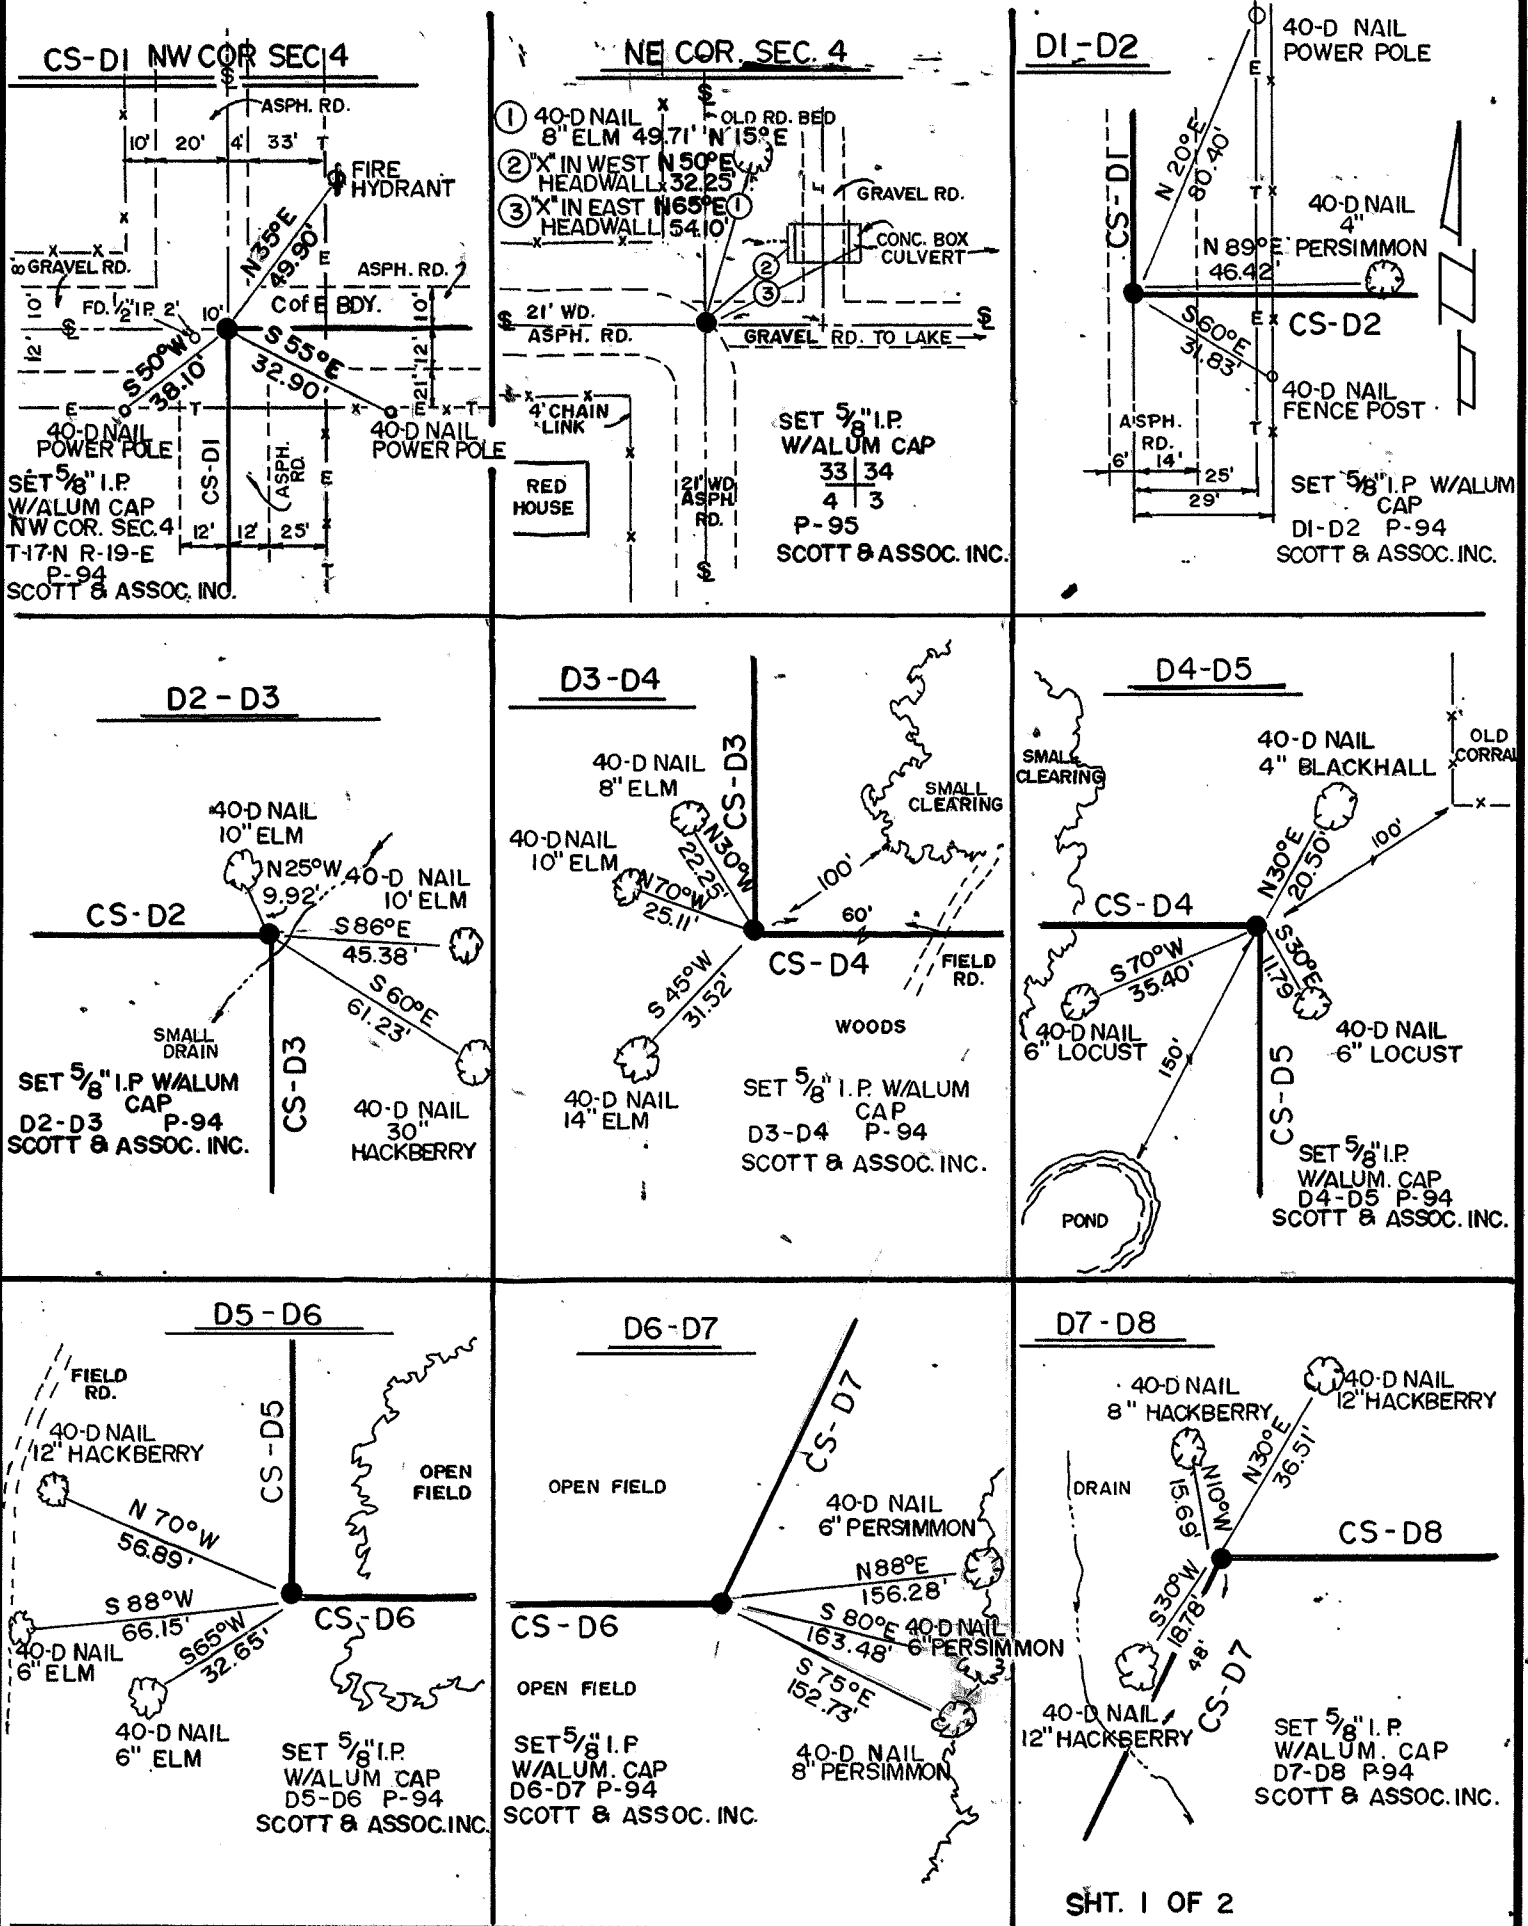 CS-D1 NW COR SEC 4
ASPH. RD.
10' 20' 4' 33' T
FIRE
HYDRANT
N 35°E
49.90'
E
8' GRAVEL RD.
ASPH. RD.
C of E BDY.
10'
FD. 1/2" I.P. 2'
10'
10'
12'
12'
21'
S 50°W
38.10'
S 55°E
32.90'
E T
E T
40-D NAIL
POWER POLE
40-D NAIL
POWER POLE
CS-D1
ASPH.
RD.
E
T
12' 12' 25'
SET 5/8" I.P.
W/ALUM CAP
NW COR. SEC. 4
T-17-N R-19-E
P-94
SCOTT & ASSOC. INC.
NE COR. SEC. 4
OLD RD. BED
1 40-D NAIL
8" ELM 49.71' N 15°E
2 "X" IN WEST N 50°E
HEADWALL 32.25'
3 "X" IN EAST N 65°E
HEADWALL 54.10'
1
2
3
GRAVEL RD.
CONC. BOX
CULVERT
21' WD.
ASPH. RD.
GRAVEL RD. TO LAKE
4' CHAIN
LINK
RED
HOUSE
21' WD
ASPH.
RD.
SET 5/8" I.P.
W/ALUM CAP
33 34
4 3
P-95
SCOTT & ASSOC. INC.
D1-D2
40-D NAIL
POWER POLE
E
T
E
T
CS-D1
N 20°E
80.40'
40-D NAIL
4"
PERSIMMON
N 89°E
46.42'
CS-D2
S 60°E
31.83'
40-D NAIL
FENCE POST
ASPH.
RD.
6' 14'
25'
29'
SET 5/8" I.P. W/ALUM
CAP
D1-D2 P-94
SCOTT & ASSOC. INC.
D2-D3
40-D NAIL
10" ELM
N 25°W
9.92'
40-D NAIL
10' ELM
CS-D2
S 86°E
45.38'
S 60°E
61.23'
SMALL
DRAIN
CS-D3
40-D NAIL
30"
HACKBERRY
SET 5/8" I.P. W/ALUM
CAP
D2-D3 P-94
SCOTT & ASSOC. INC.
D3-D4
CS-D3
40-D NAIL
8" ELM
40-D NAIL
10" ELM
N30°W
22.25'
N70°W
25.11'
SMALL
CLEARING
100'
60'
CS-D4
FIELD
RD.
S 45°W
31.52'
WOODS
40-D NAIL
14" ELM
SET 5/8" I.P. W/ALUM
CAP
D3-D4 P-94
SCOTT & ASSOC. INC.
D4-D5
SMALL
CLEARING
40-D NAIL
4" BLACKHALL
OLD
CORRAL
N30°E
20.50'
100'
CS-D4
S 70°W
35.40'
S30°E
11.79'
40-D NAIL
6" LOCUST
40-D NAIL
6" LOCUST
150'
CS-D5
POND
SET 5/8" I.P.
W/ALUM. CAP
D4-D5 P-94
SCOTT & ASSOC. INC.
D5-D6
FIELD
RD.
40-D NAIL
12" HACKBERRY
CS-D5
OPEN
FIELD
N 70°W
56.89'
S 88°W
66.15'
S65°W
32.65'
CS-D6
40-D NAIL
6" ELM
40-D NAIL
6" ELM
SET 5/8" I.P.
W/ALUM CAP
D5-D6 P-94
SCOTT & ASSOC. INC.
D6-D7
CS-D7
OPEN FIELD
40-D NAIL
6" PERSIMMON
N88°E
156.28'
CS-D6
S 80°E
163.48'
40-D NAIL
6" PERSIMMON
S 75°E
152.73'
OPEN FIELD
40-D NAIL
8" PERSIMMON
SET 5/8" I.P
W/ALUM. CAP
D6-D7 P-94
SCOTT & ASSOC. INC.
D7-D8
40-D NAIL
8" HACKBERRY
40-D NAIL
12" HACKBERRY
N30°E
36.51'
N10°W
15.69'
DRAIN
CS-D8
S30°W
18.78'
48'
CS-D7
40-D NAIL
12" HACKBERRY
SET 5/8" I.P.
W/ALUM. CAP
D7-D8 P-94
SCOTT & ASSOC. INC.
SHT. 1 OF 2